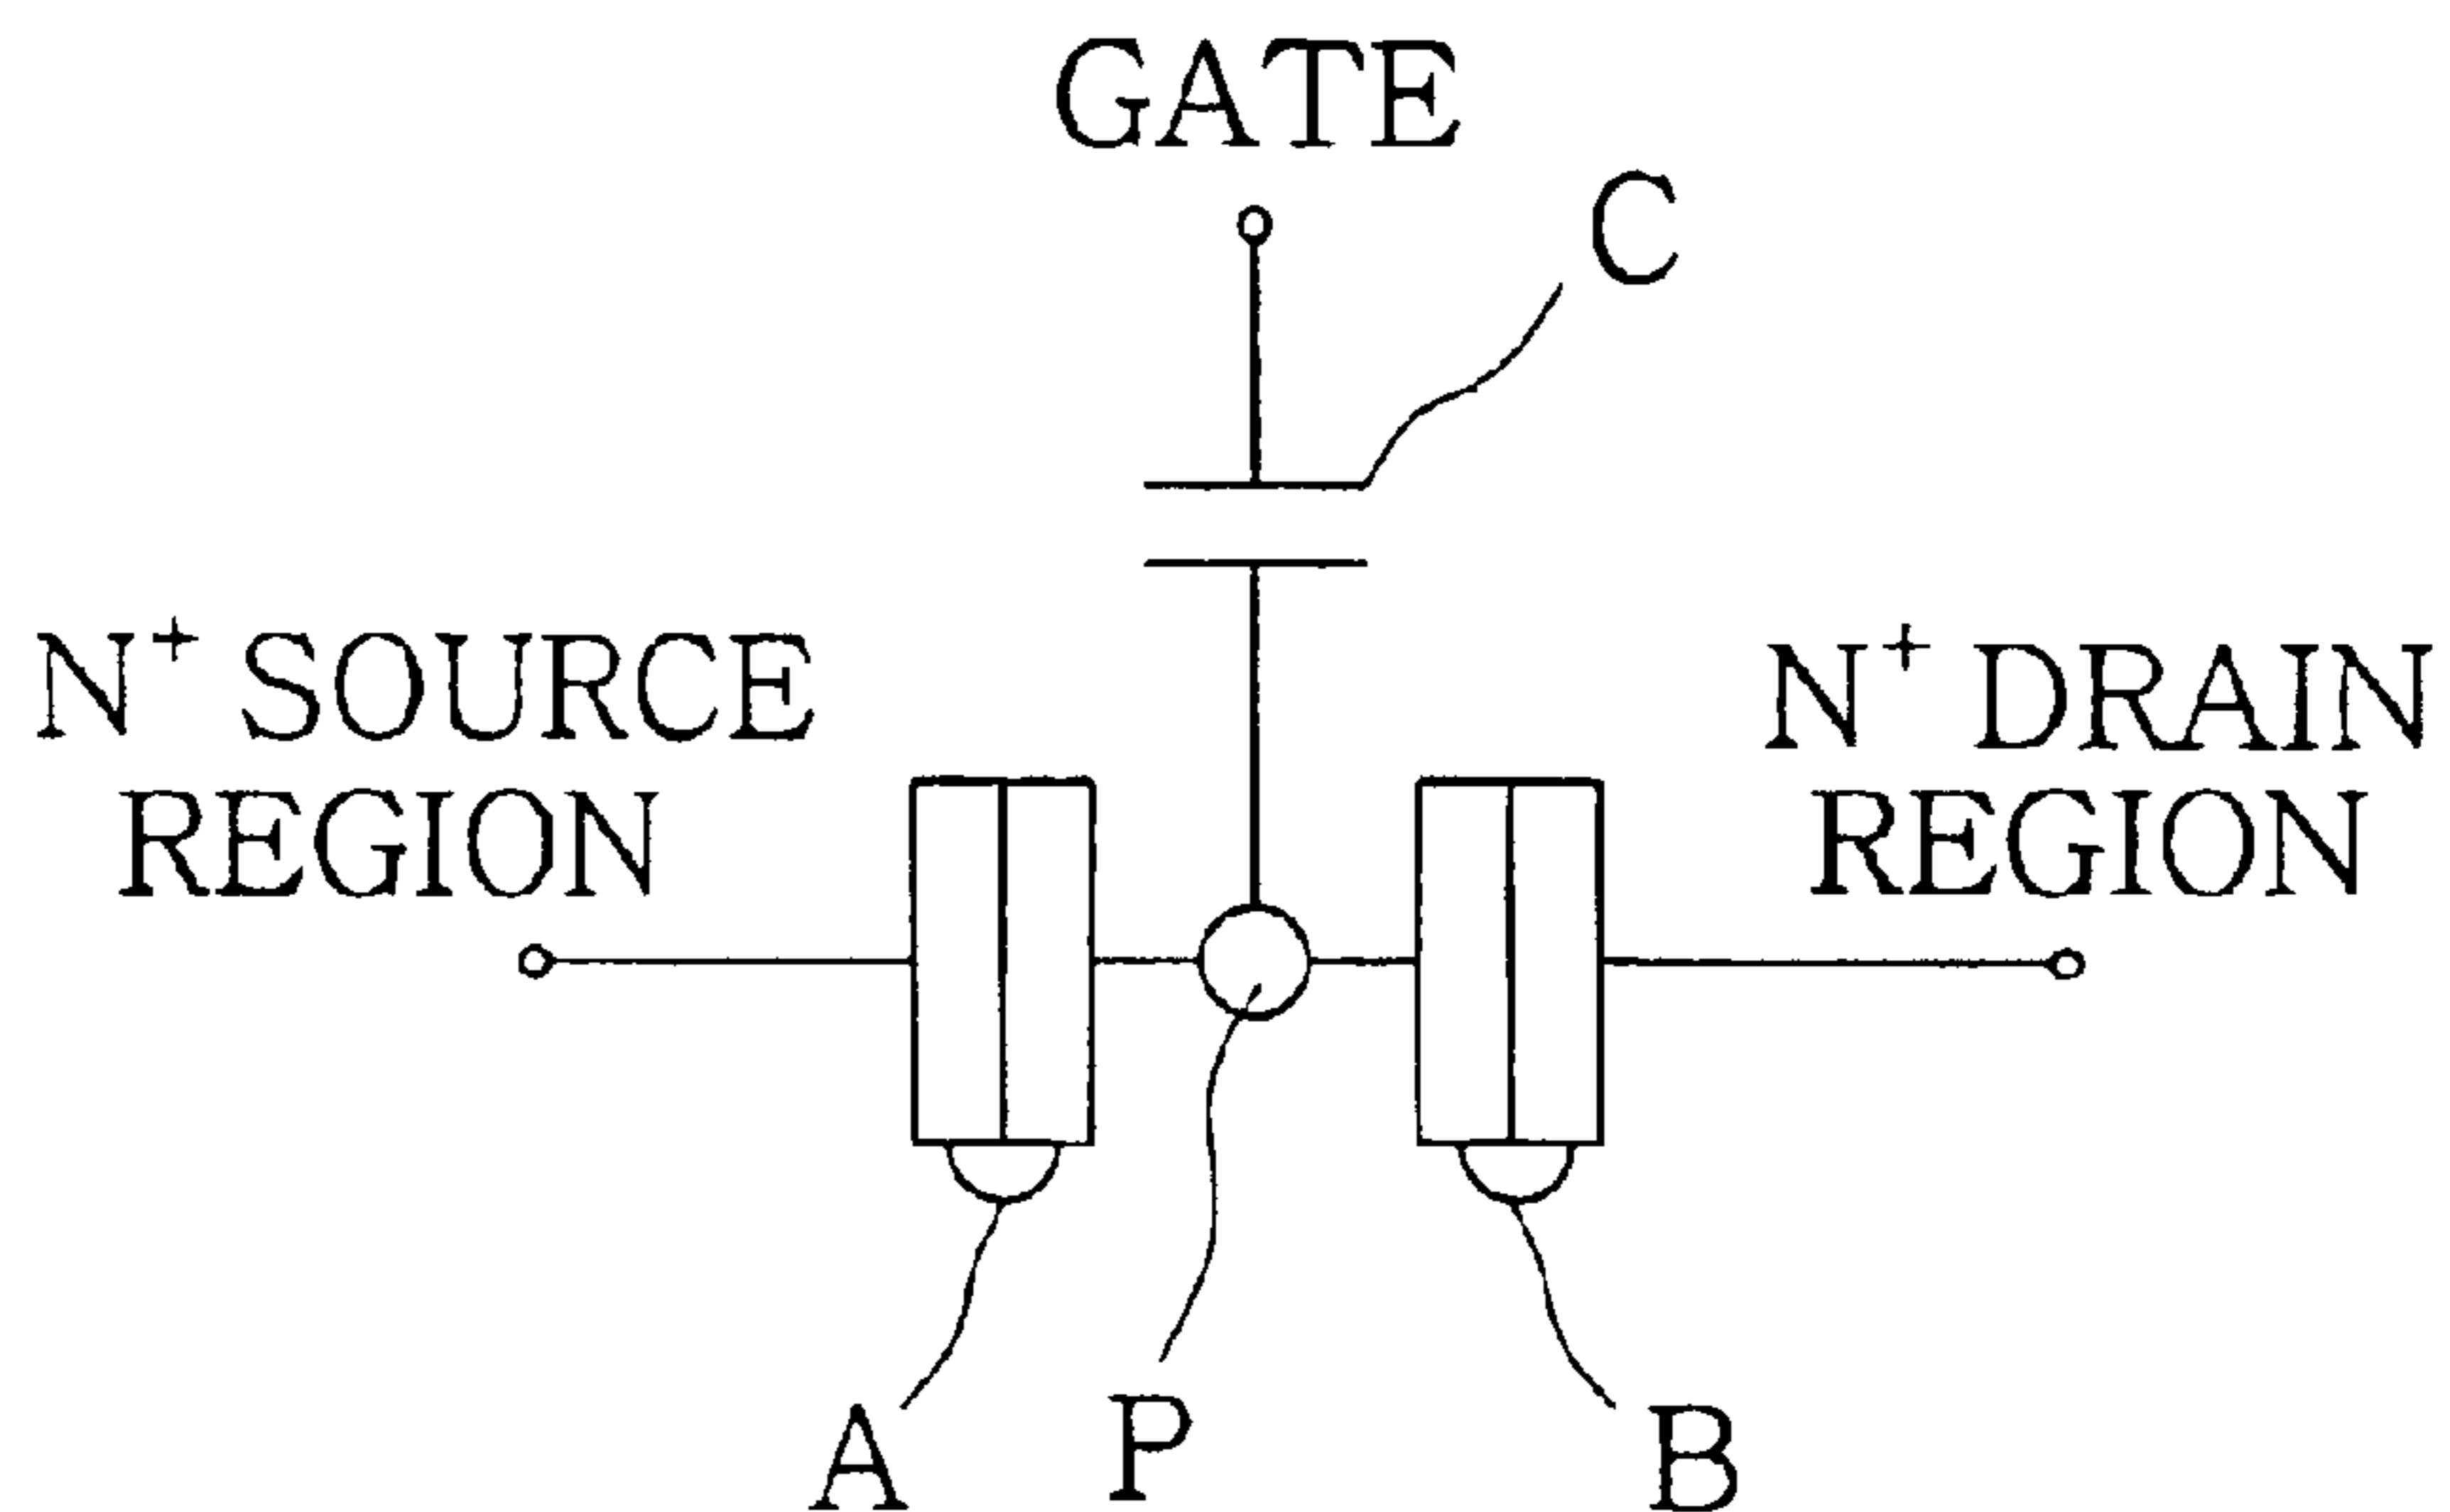 GATE
C
N⁺ SOURCE
REGION
N⁺ DRAIN
REGION
A
P
B